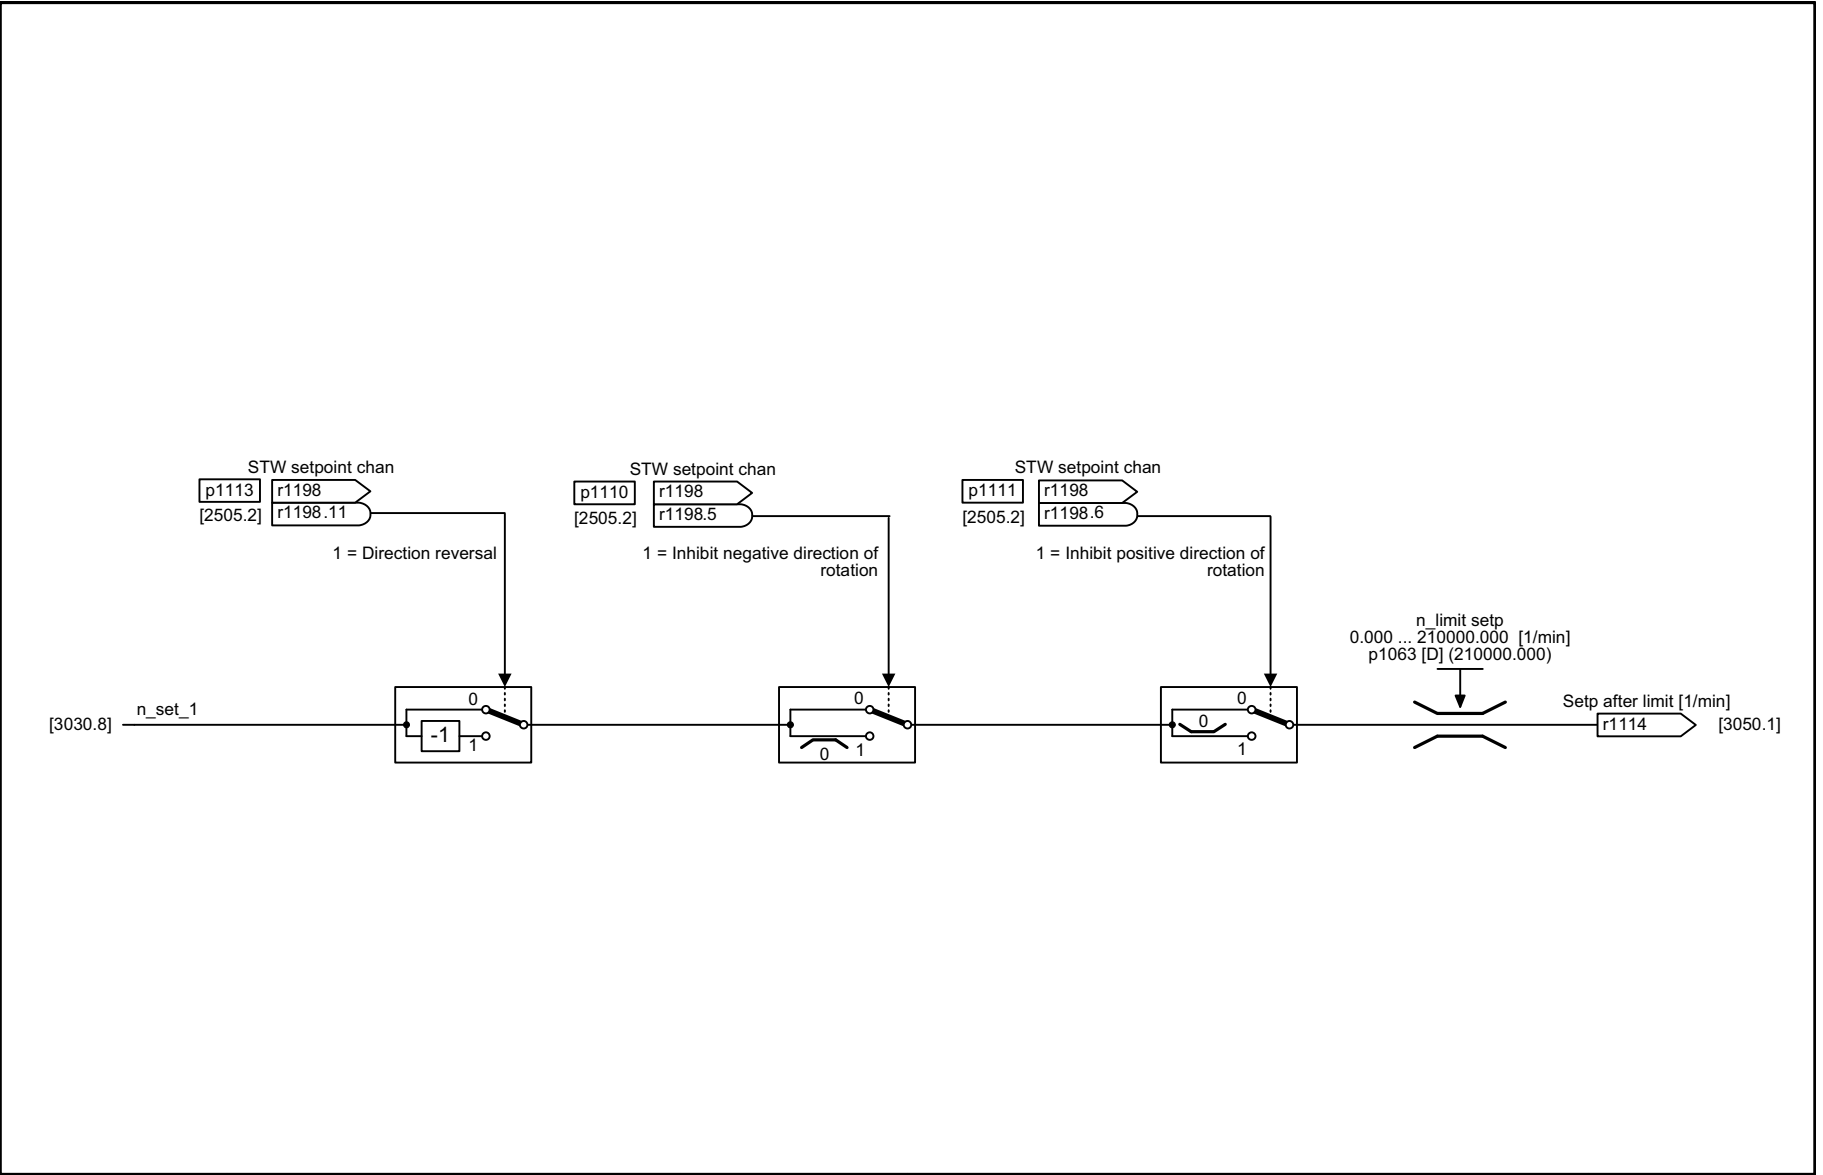 STW setpoint chan
p1113
r1198
[2505.2]
r1198.11
1 = Direction reversal
STW setpoint chan
p1110
r1198
[2505.2]
r1198.5
1 = Inhibit negative direction of
rotation
STW setpoint chan
p1111
r1198
[2505.2]
r1198.6
1 = Inhibit positive direction of
rotation
n_limit setp
0.000 ... 210000.000 [1/min]
p1063 [D] (210000.000)
[3030.8]
n_set_1
0
-1
1
0
0
1
0
0
1
Setp after limit [1/min]
r1114
[3050.1]